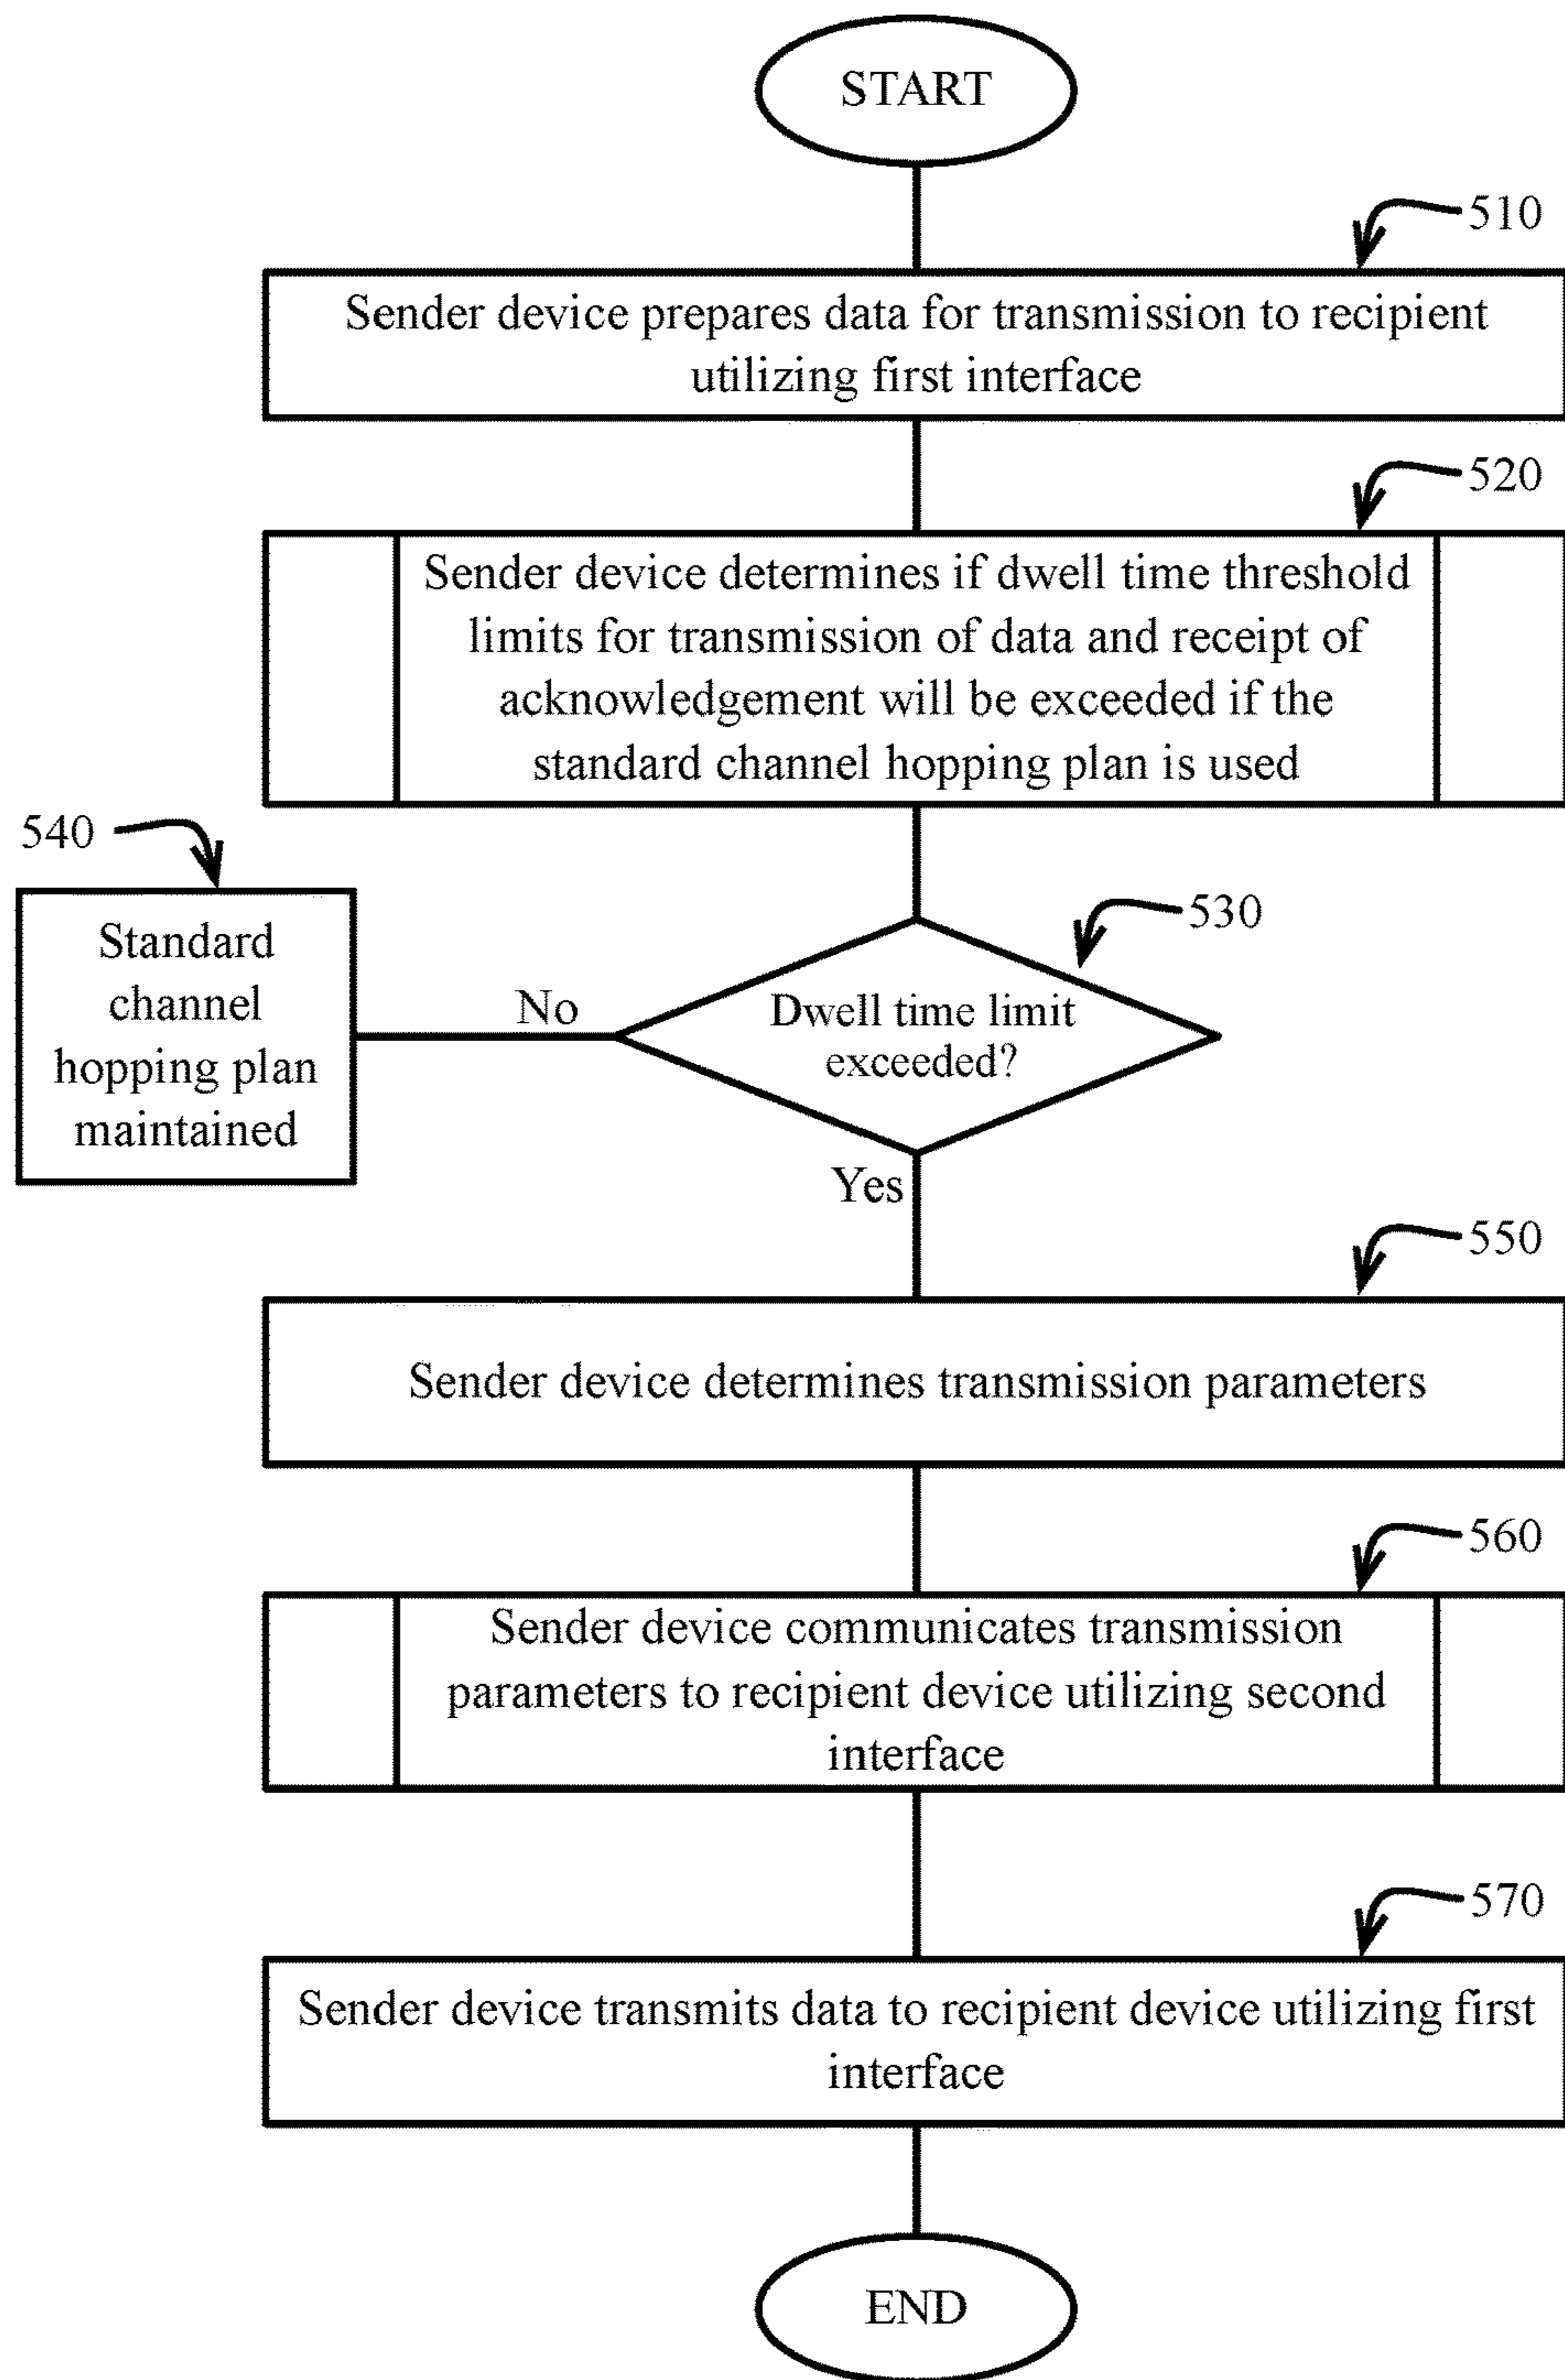 START
510
Sender device prepares data for transmission to recipient
utilizing first interface
520
Sender device determines if dwell time threshold
limits for transmission of data and receipt of
acknowledgement will be exceeded if the
standard channel hopping plan is used
540
Standard
channel
hopping plan
maintained
530
No
Dwell time limit
exceeded?
Yes
550
Sender device determines transmission parameters
560
Sender device communicates transmission
parameters to recipient device utilizing second
interface
570
Sender device transmits data to recipient device utilizing first
interface
END